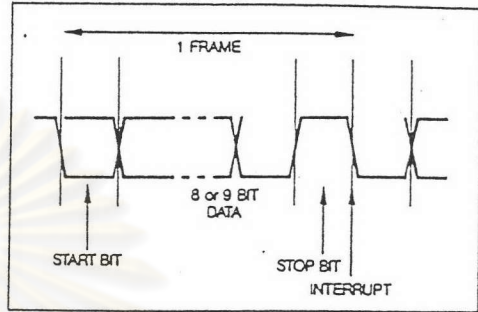 1 FRAME
8 or 9 BIT
DATA
START BIT
STOP BIT
INTERRUPT